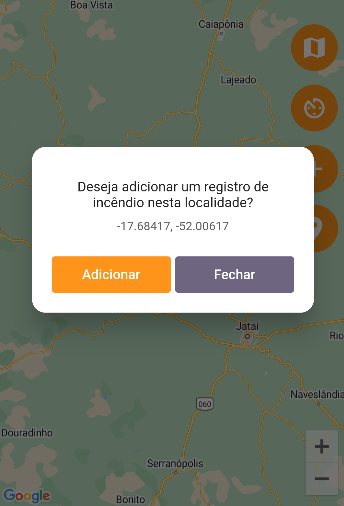 Boa Vista
Caiapônia
Lajeado
Deseja adicionar um registro de
incêndio nesta localidade?
-17.68417, -52.00617
Adicionar
Fechar
Jataí
Rio
Naveslândia
060
Douradinho
Serranópolis
Bonito
Google